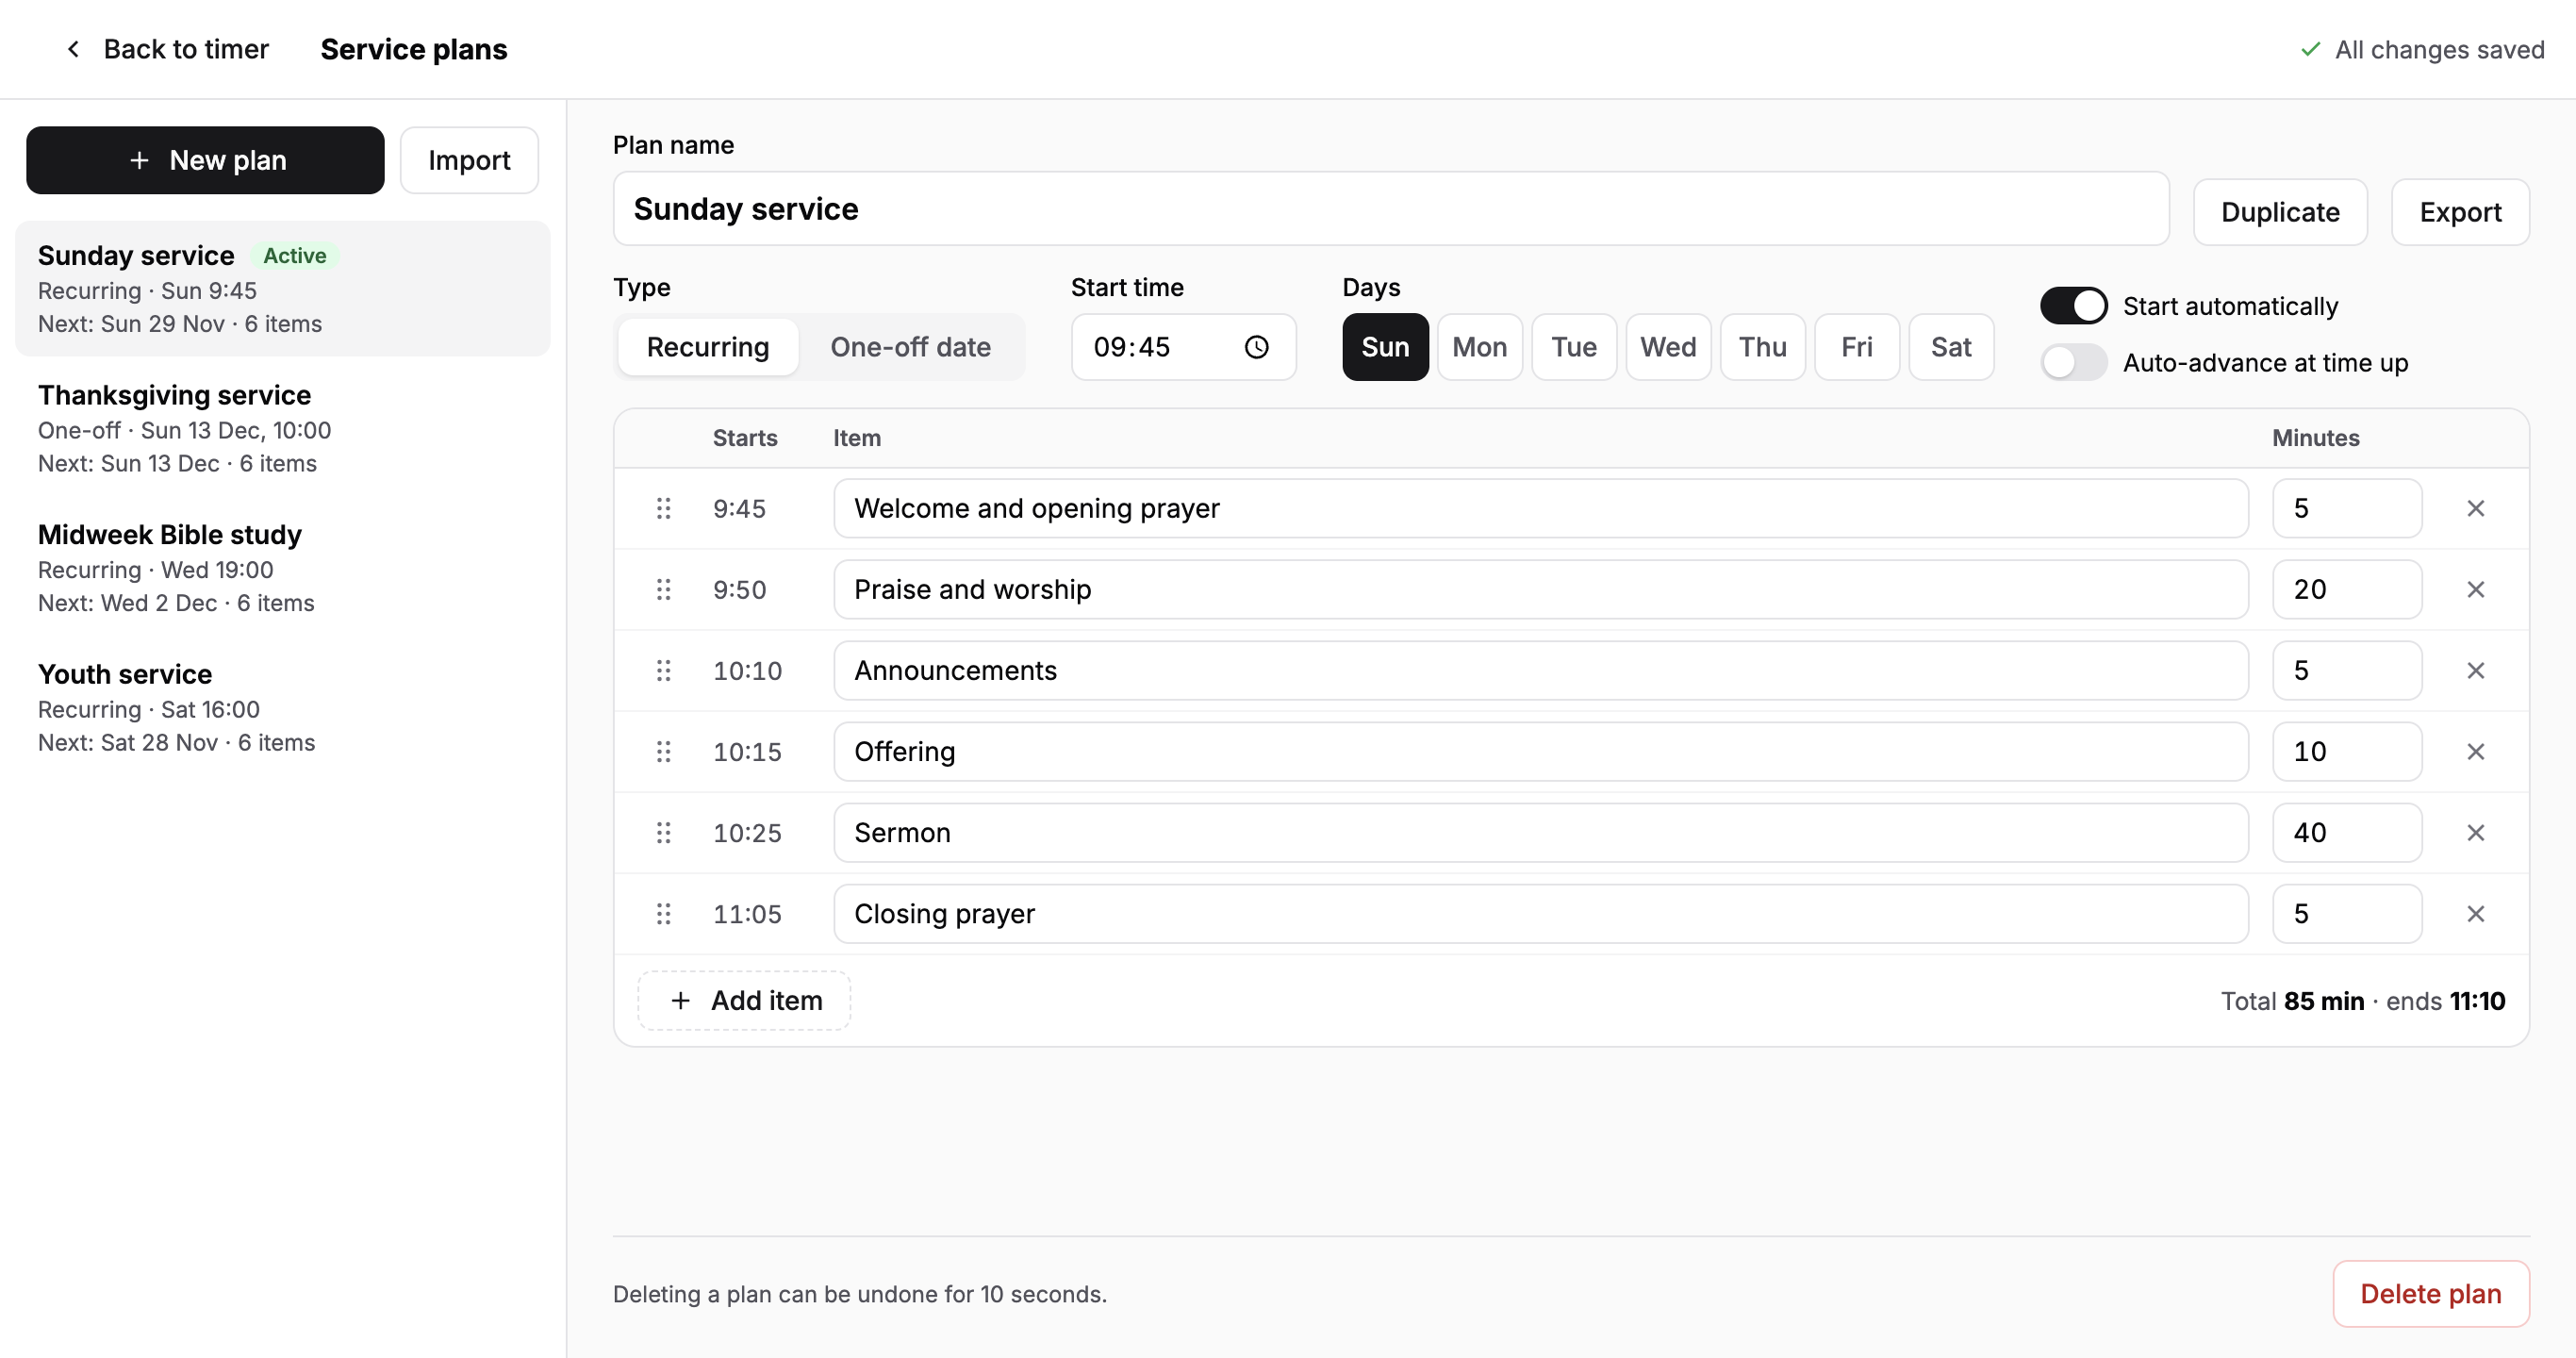 Back to timer
Service plans
All changes saved
New plan
Import
Sunday service Active
Recurring · Sun 9:45
Next: Sun 29 Nov · 6 items
Thanksgiving service
One-off · Sun 13 Dec, 10:00
Next: Sun 13 Dec · 6 items
Midweek Bible study
Recurring · Wed 19:00
Next: Wed 2 Dec · 6 items
Youth service
Recurring · Sat 16:00
Next: Sat 28 Nov · 6 items
Plan name
Sunday service
Duplicate
Export
Type
Recurring One-off date
Start time
09:45
Days
Sun Mon Tue Wed Thu Fri Sat
Start automatically
Auto-advance at time up
Starts Item Minutes
9:45 Welcome and opening prayer 5
9:50 Praise and worship 20
10:10 Announcements 5
10:15 Offering 10
10:25 Sermon 40
11:05 Closing prayer 5
Add item
Total 85 min · ends 11:10
Deleting a plan can be undone for 10 seconds.
Delete plan